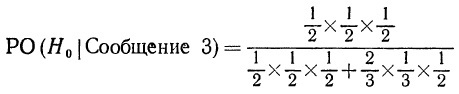 РО (H₀ | Сообщение 3) = (1/2 × 1/2 × 1/2) / (1/2 × 1/2 × 1/2 + 2/3 × 1/3 × 1/2)